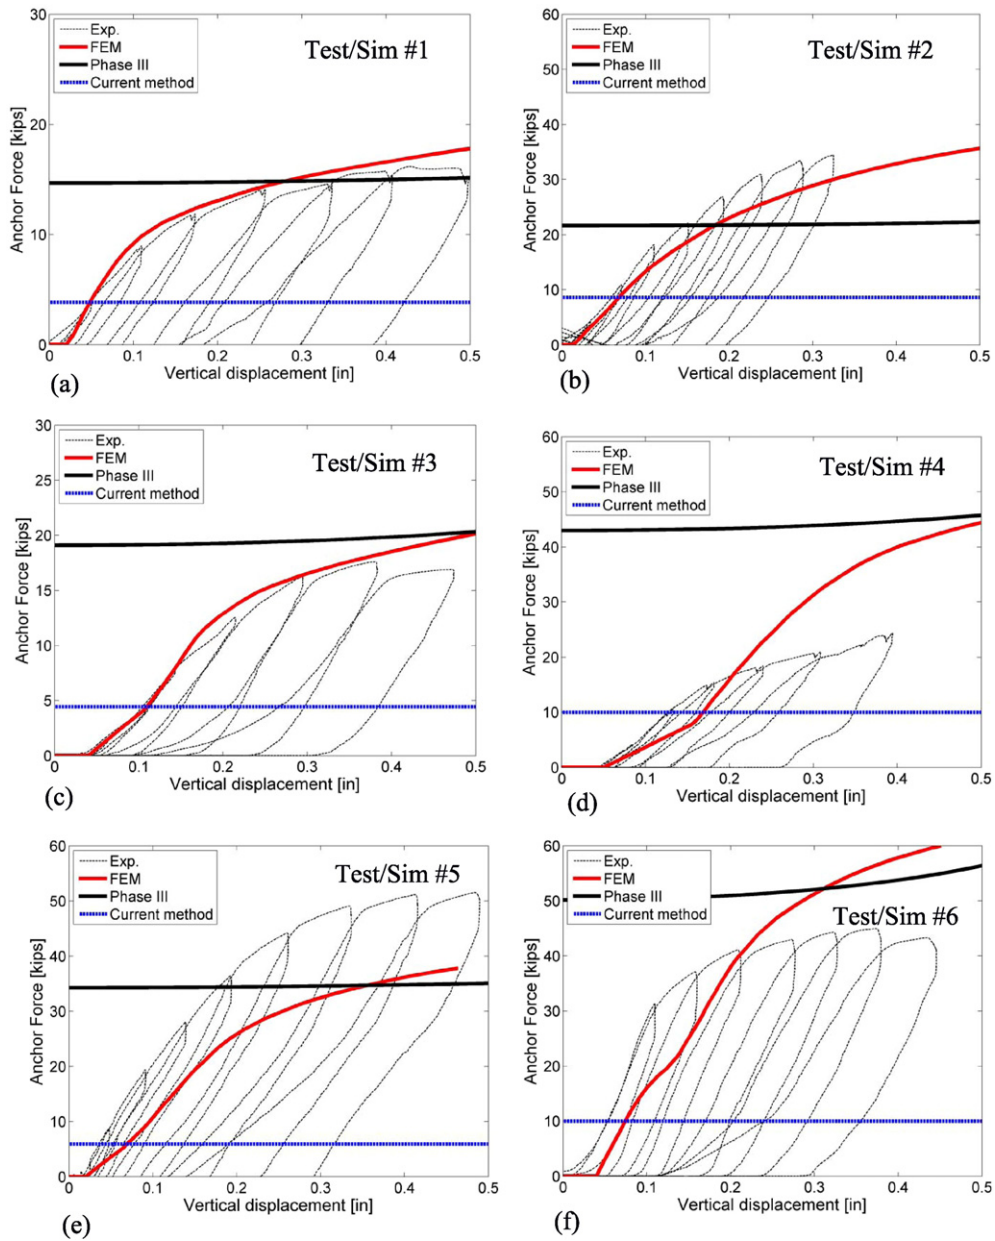 30
Exp.
FEM
Phase III
Current method
Test/Sim #1
20
10
0
Anchor Force [kips]
0
0.1
0.2
0.3
0.4
0.5
Vertical displacement [in]
(a)
60
Exp.
FEM
Phase III
Current method
Test/Sim #2
50
40
30
20
10
0
Anchor Force [kips]
0
0.1
0.2
0.3
0.4
0.5
Vertical displacement [in]
(b)
30
Exp.
FEM
Phase III
Current method
Test/Sim #3
25
20
15
10
5
0
Anchor Force [kips]
0
0.1
0.2
0.3
0.4
0.5
Vertical displacement [in]
(c)
60
Exp.
FEM
Phase III
Current method
Test/Sim #4
50
40
30
20
10
0
Anchor Force [kips]
0
0.1
0.2
0.3
0.4
0.5
Vertical displacement [in]
(d)
60
Exp.
FEM
Phase III
Current method
Test/Sim #5
50
40
30
20
10
0
Anchor Force [kips]
0
0.1
0.2
0.3
0.4
0.5
Vertical displacement [in]
(e)
60
Exp.
FEM
Phase III
Current method
Test/Sim #6
50
40
30
20
10
0
Anchor Force [kips]
0
0.1
0.2
0.3
0.4
0.5
Vertical displacement [in]
(f)